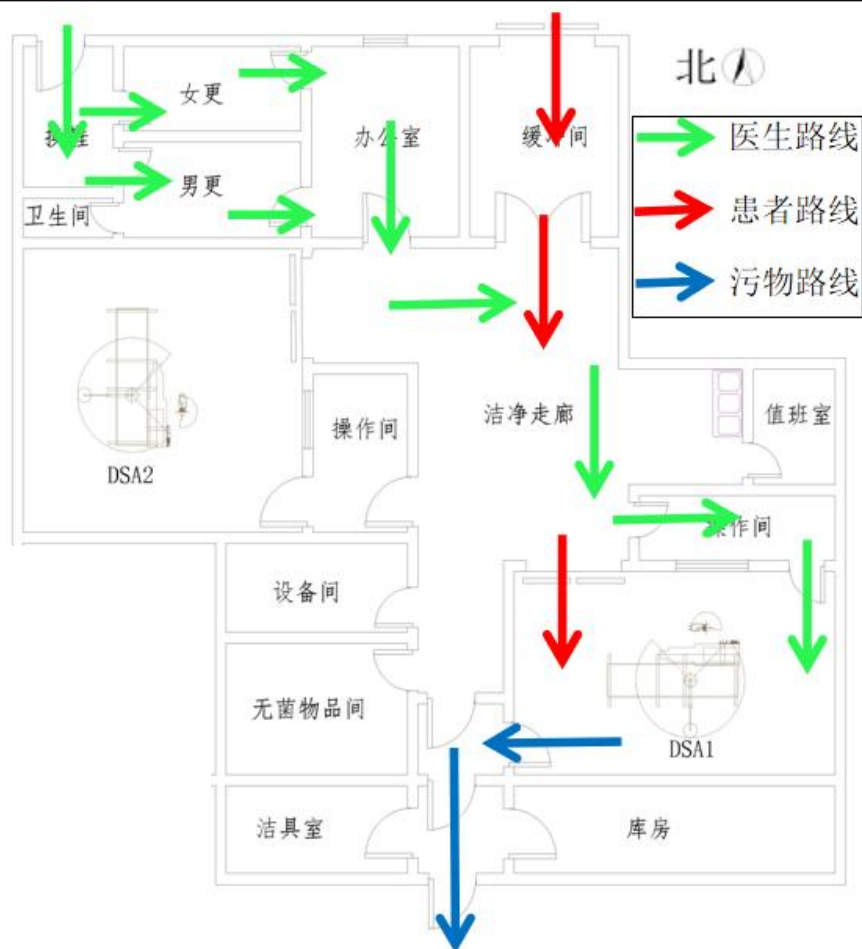 北
女更
办公室
医生路线
男更
患者路线
卫生间
污物路线
操作间
洁净走廊
值班室
DSA2
操作间
设备间
无菌物品间
DSA1
洁具室
库房